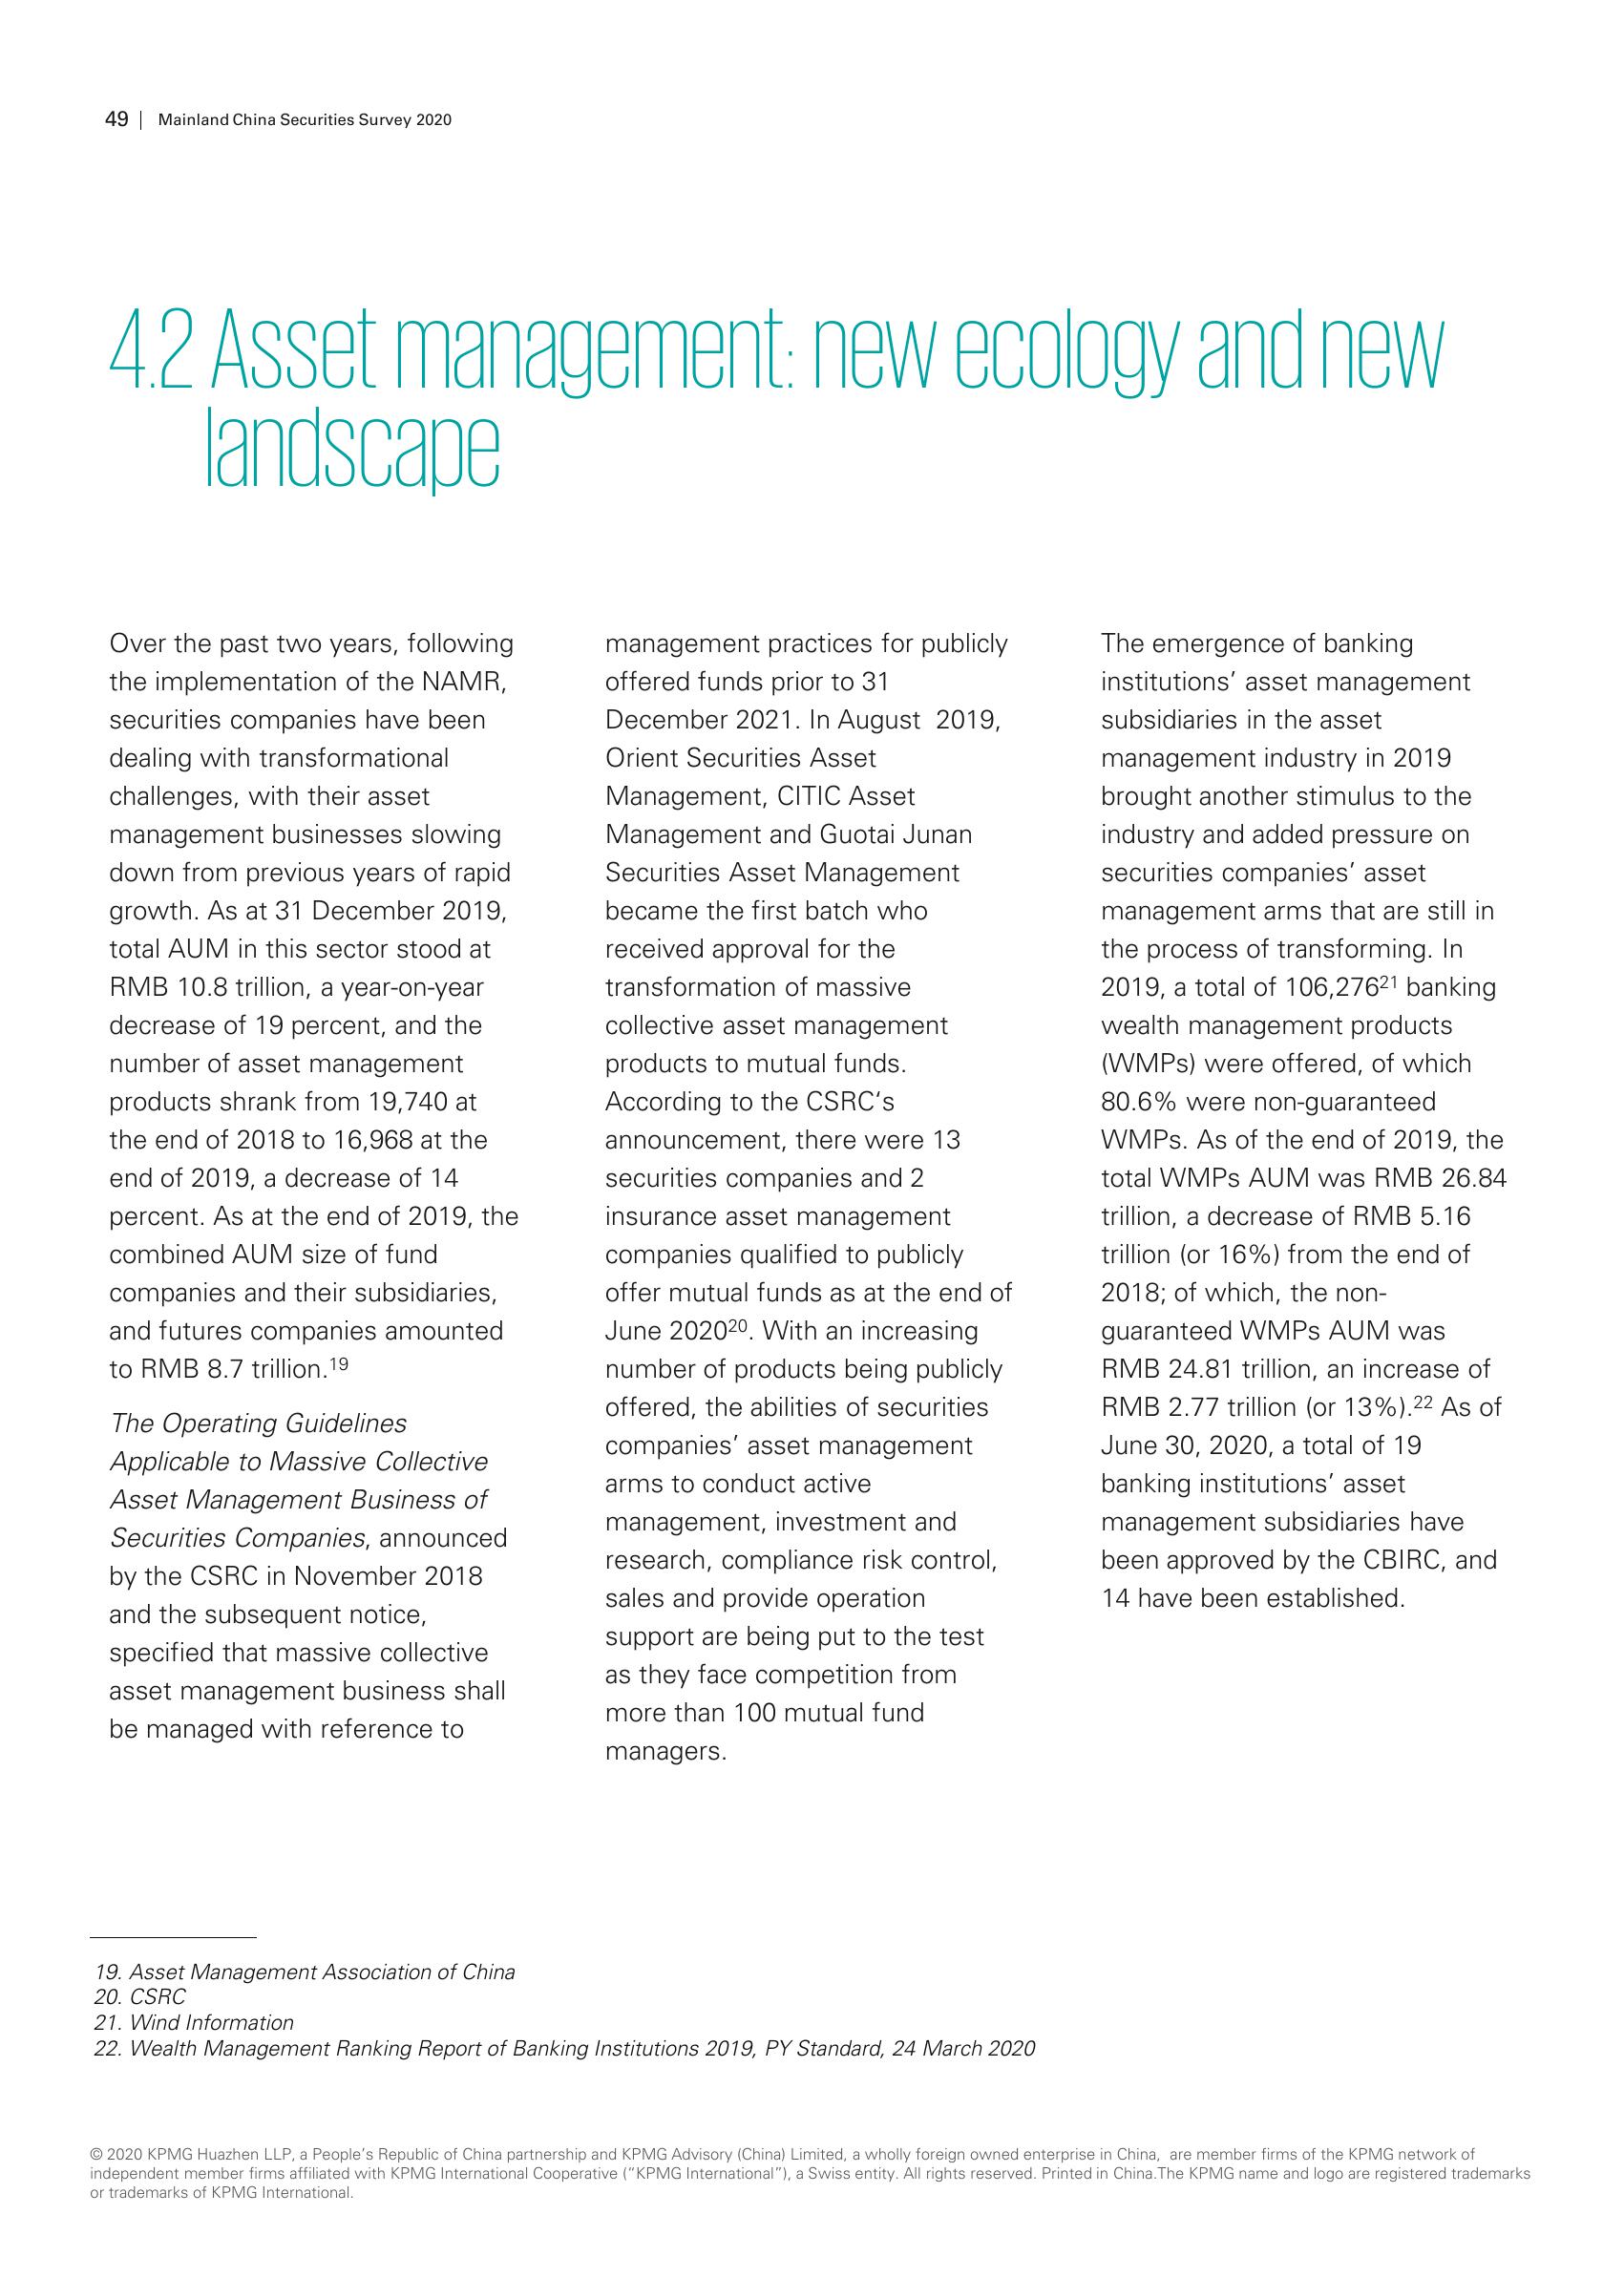 49 | Mainland China Securities Survey 2020
4.2 Asset management: new ecology and new
landscape
Over the past two years, following
the implementation of the NAMR,
securities companies have been
dealing with transformational
challenges, with their asset
management businesses slowing
down from previous years of rapid
growth. As at 31 December 2019,
total AUM in this sector stood at
RMB 10.8 trillion, a year-on-year
decrease of 19 percent, and the
number of asset management
products shrank from 19,740 at
the end of 2018 to 16,968 at the
end of 2019, a decrease of 14
percent. As at the end of 2019, the
combined AUM size of fund
companies and their subsidiaries,
and futures companies amounted
to RMB 8.7 trillion.19
The Operating Guidelines
Applicable to Massive Collective
Asset Management Business of
Securities Companies, announced
by the CSRC in November 2018
and the subsequent notice,
specified that massive collective
asset management business shall
be managed with reference to
management practices for publicly
offered funds prior to 31
December 2021. In August  2019,
Orient Securities Asset
Management, CITIC Asset
Management and Guotai Junan
Securities Asset Management
became the first batch who
received approval for the
transformation of massive
collective asset management
products to mutual funds.
According to the CSRC‘s
announcement, there were 13
securities companies and 2
insurance asset management
companies qualified to publicly
offer mutual funds as at the end of
June 202020. With an increasing
number of products being publicly
offered, the abilities of securities
companies’ asset management
arms to conduct active
management, investment and
research, compliance risk control,
sales and provide operation
support are being put to the test
as they face competition from
more than 100 mutual fund
managers.
The emergence of banking
institutions’ asset management
subsidiaries in the asset
management industry in 2019
brought another stimulus to the
industry and added pressure on
securities companies’ asset
management arms that are still in
the process of transforming. In
2019, a total of 106,27621 banking
wealth management products
(WMPs) were offered, of which
80.6% were non-guaranteed
WMPs. As of the end of 2019, the
total WMPs AUM was RMB 26.84
trillion, a decrease of RMB 5.16
trillion (or 16%) from the end of
2018; of which, the non-
guaranteed WMPs AUM was
RMB 24.81 trillion, an increase of
RMB 2.77 trillion (or 13%).22 As of
June 30, 2020, a total of 19
banking institutions’ asset
management subsidiaries have
been approved by the CBIRC, and
14 have been established.
19. Asset Management Association of China
20. CSRC
21. Wind Information
22. Wealth Management Ranking Report of Banking Institutions 2019, PY Standard, 24 March 2020
© 2020 KPMG Huazhen LLP, a People’s Republic of China partnership and KPMG Advisory (China) Limited, a wholly foreign owned enterprise in China,  are member firms of the KPMG network of
independent member firms affiliated with KPMG International Cooperative (“KPMG International”), a Swiss entity. All rights reserved. Printed in China.The KPMG name and logo are registered trademarks
or trademarks of KPMG International.